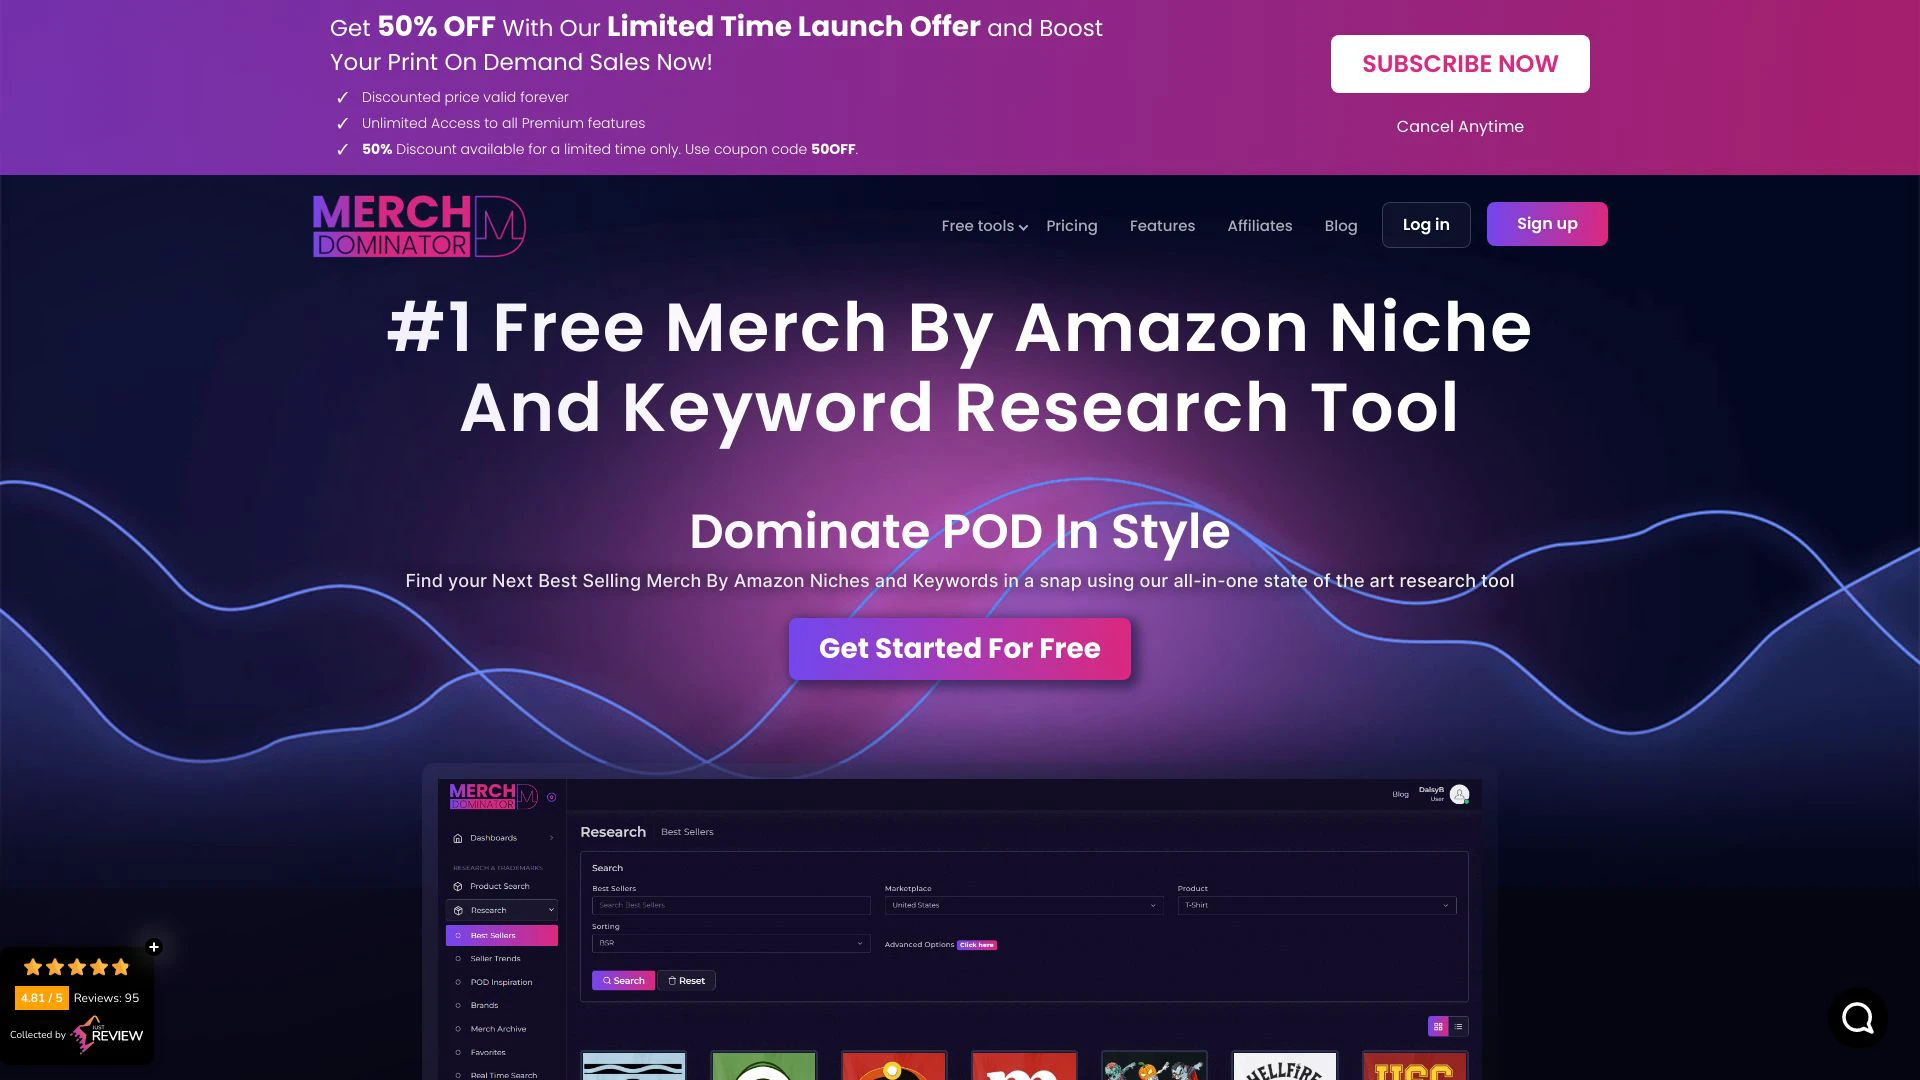 Get 50% OFF With Our Limited Time Launch Offer and Boost
Your Print On Demand Sales Now!
✓ Discounted price valid forever
✓ Unlimited Access to all Premium features
✓ 50% Discount available for a limited time only. Use coupon code 50OFF.
SUBSCRIBE NOW
Cancel Anytime
MERCH
DOMINATOR
Free tools
Pricing
Features
Affiliates
Blog
Log in
Sign up
#1 Free Merch By Amazon Niche
And Keyword Research Tool
Dominate POD In Style
Find your Next Best Selling Merch By Amazon Niches and Keywords in a snap using our all-in-one state of the art research tool
Get Started For Free
MERCH
DOMINATOR
Blog
DaisyB
User
Dashboards
RESEARCH & TRADEMARKS
Product Search
Research
Best Sellers
Seller Trends
POD Inspiration
Brands
Merch Archive
Favorites
Real Time Search
Research
Best Sellers
Search
Best Sellers
Marketplace
Product
Search Best Sellers
United States
T-Shirt
Sorting
BSR
Advanced Options Click here
Search
Reset
HELLFIRE
4.81 / 5 Reviews: 95
Collected by JUST REVIEW